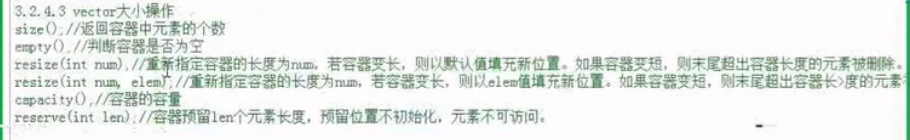 3.2.4.3 vector大小操作
size();//返回容器中元素的个数
empty();//判断容器是否为空
resize(int num);//重新指定容器的长度为num，若容器变长，则以默认值填充新位置。如果容器变短，则末尾超出容器长度的元素被删除。
resize(int num, elem);//重新指定容器的长度为num，若容器变长，则以elem值填充新位置。如果容器变短，则末尾超出容器长>度的元素
capacity();//容器的容量
reserve(int len);//容器预留len个元素长度，预留位置不初始化，元素不可访问。